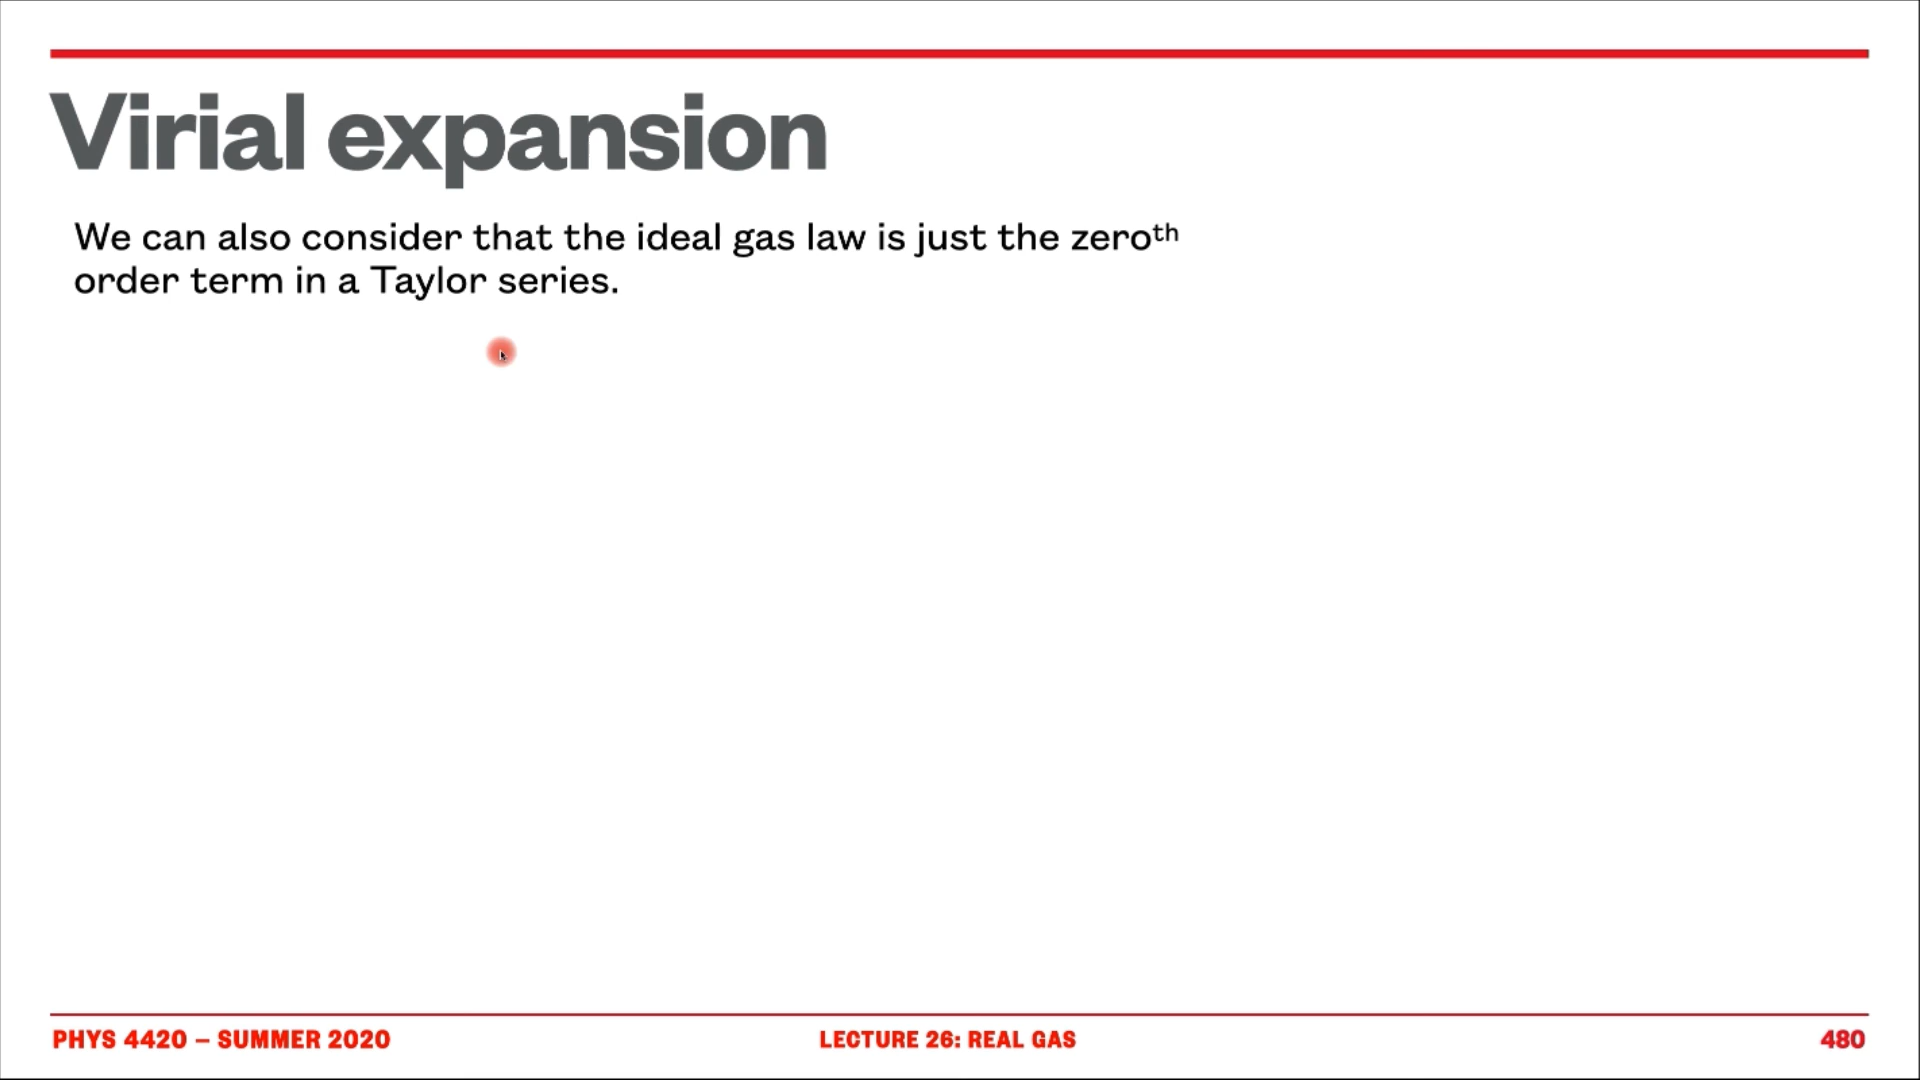 Virial expansion
We can also consider that the ideal gas law is just the zeroᵗʰ
order term in a Taylor series.
PHYS 4420 – SUMMER 2020
LECTURE 26: REAL GAS
480